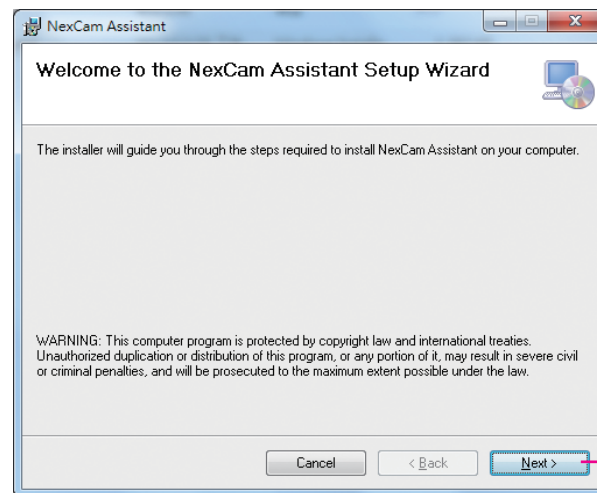 NexCam Assistant
Welcome to the NexCam Assistant Setup Wizard
The installer will guide you through the steps required to install NexCam Assistant on your computer.
WARNING: This computer program is protected by copyright law and international treaties.
Unauthorized duplication or distribution of this program, or any portion of it, may result in severe civil
or criminal penalties, and will be prosecuted to the maximum extent possible under the law.
Cancel < Back Next >